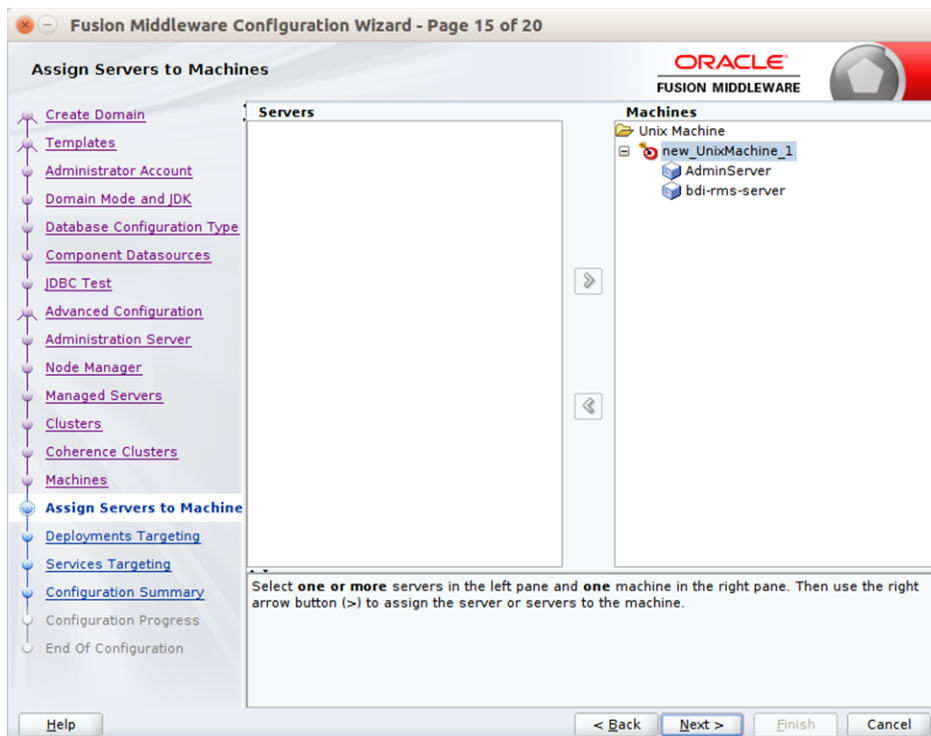 Fusion Middleware Configuration Wizard - Page 15 of 20
Assign Servers to Machines
ORACLE
FUSION MIDDLEWARE
Create Domain
Templates
Administrator Account
Domain Mode and JDK
Database Configuration Type
Component Datasources
JDBC Test
Advanced Configuration
Administration Server
Node Manager
Managed Servers
Clusters
Coherence Clusters
Machines
Assign Servers to Machine
Deployments Targeting
Services Targeting
Configuration Summary
Configuration Progress
End Of Configuration
Servers
Machines
Unix Machine
new_UnixMachine_1
AdminServer
bdi-rms-server
Select one or more servers in the left pane and one machine in the right pane. Then use the right
arrow button (>) to assign the server or servers to the machine.
Help
< Back
Next >
Finish
Cancel